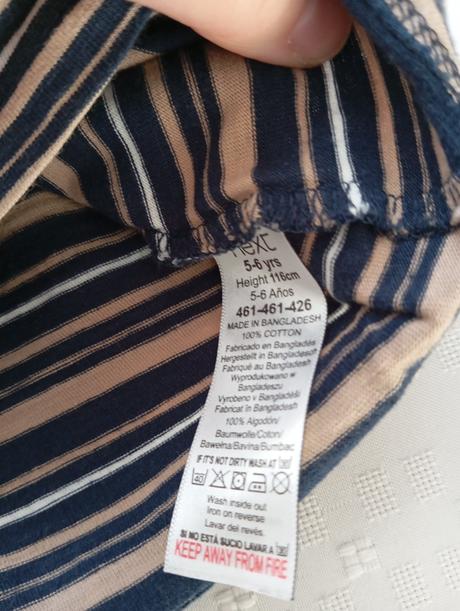 next
5-6 yrs
Height 116cm
5-6 Años
461-461-426
MADE IN BANGLADESH
100% COTTON
Fabricado en Bangladés
Hergestellt in Bangladesh
Fabriqué au Bangladesh
Wyprodukowano w
Bangladeszu
Vyrobeno v Bangladéši
Fabricat in Bangladesh
100% Algodón/
Baumwolle/Coton/
Bawełna/Bavlna/Bumbac
IF IT'S NOT DIRTY WASH AT
40
Wash inside out
Iron on reverse
Lavar del revés.
SI NO ESTÁ SUCIO LAVAR A
KEEP AWAY FROM FIRE